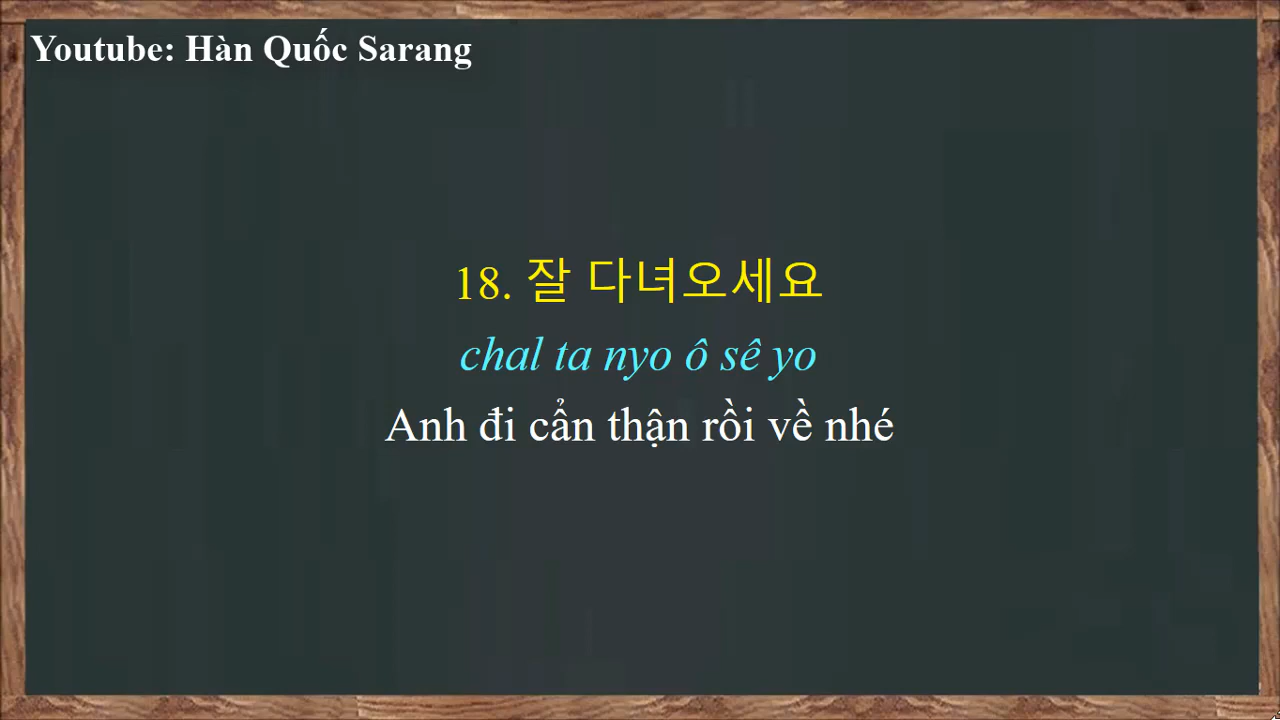 Youtube: Hàn Quốc Sarang
18. 잘 다녀오세요
chal ta nyo ô sê yo
Anh đi cẩn thận rồi về nhé